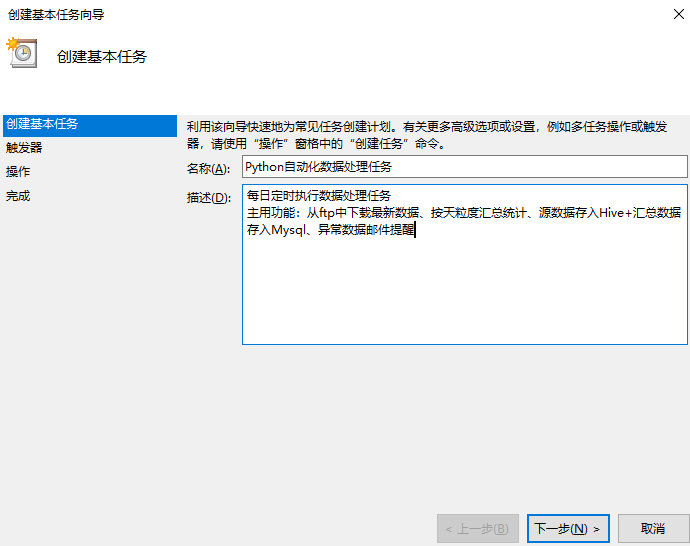 创建基本任务向导
创建基本任务
创建基本任务
触发器
操作
完成
利用该向导快速地为常见任务创建计划。有关更多高级选项或设置，例如多任务操作或触发
器，请使用“操作”窗格中的“创建任务”命令。
名称(A):
Python自动化数据处理任务
描述(D):
每日定时执行数据处理任务
主用功能：从ftp中下载最新数据、按天粒度汇总统计、源数据存入Hive+汇总数据
存入Mysql、异常数据邮件提醒
< 上一步(B)
下一步(N) >
取消